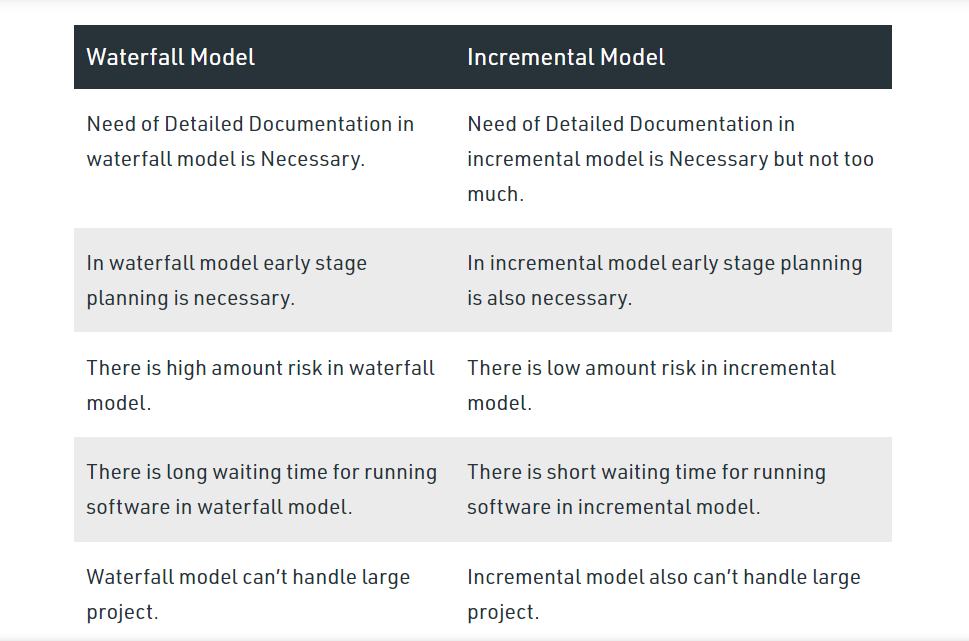 Waterfall Model
Incremental Model
Need of Detailed Documentation in
waterfall model is Necessary.
Need of Detailed Documentation in
incremental model is Necessary but not too
much.
In waterfall model early stage
planning is necessary.
In incremental model early stage planning
is also necessary.
There is high amount risk in waterfall
model.
There is low amount risk in incremental
model.
There is long waiting time for running
software in waterfall model.
There is short waiting time for running
software in incremental model.
Waterfall model can't handle large
project.
Incremental model also can't handle large
project.